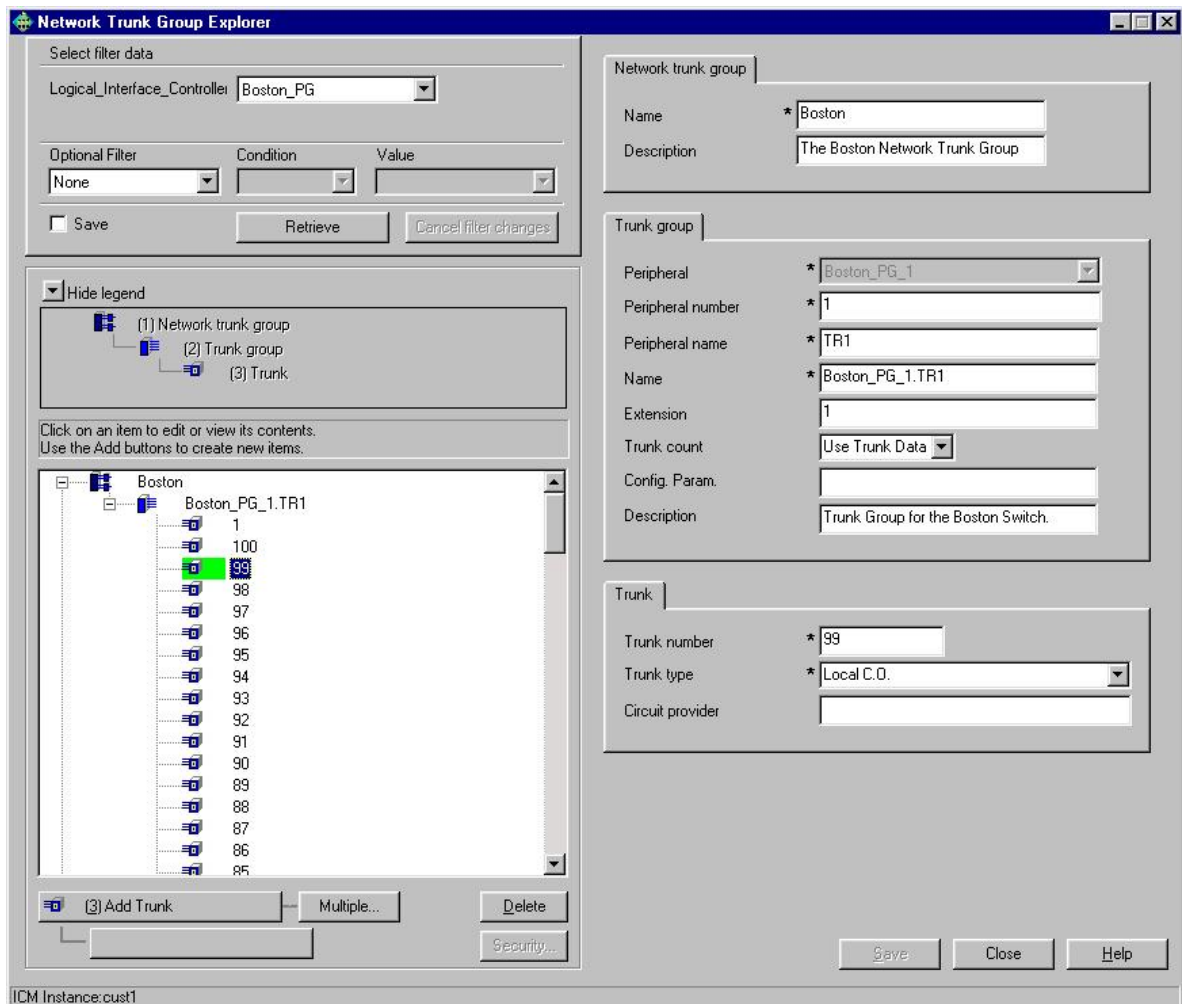 Network Trunk Group Explorer
Select filter data
Logical_Interface_Controller Boston_PG
Optional Filter Condition Value
None
Save Retrieve Cancel filter changes
Hide legend
(1) Network trunk group
(2) Trunk group
(3) Trunk
Click on an item to edit or view its contents.
Use the Add buttons to create new items.
Boston
Boston_PG_1.TR1
1
100
99
98
97
96
95
94
93
92
91
90
89
88
87
86
85
(3) Add Trunk Multiple... Delete
Security...
Network trunk group
Name * Boston
Description The Boston Network Trunk Group
Trunk group
Peripheral * Boston_PG_1
Peripheral number * 1
Peripheral name * TR1
Name * Boston_PG_1.TR1
Extension 1
Trunk count Use Trunk Data
Config. Param.
Description Trunk Group for the Boston Switch.
Trunk
Trunk number * 99
Trunk type * Local C.O.
Circuit provider
Save Close Help
ICM Instance:cust1